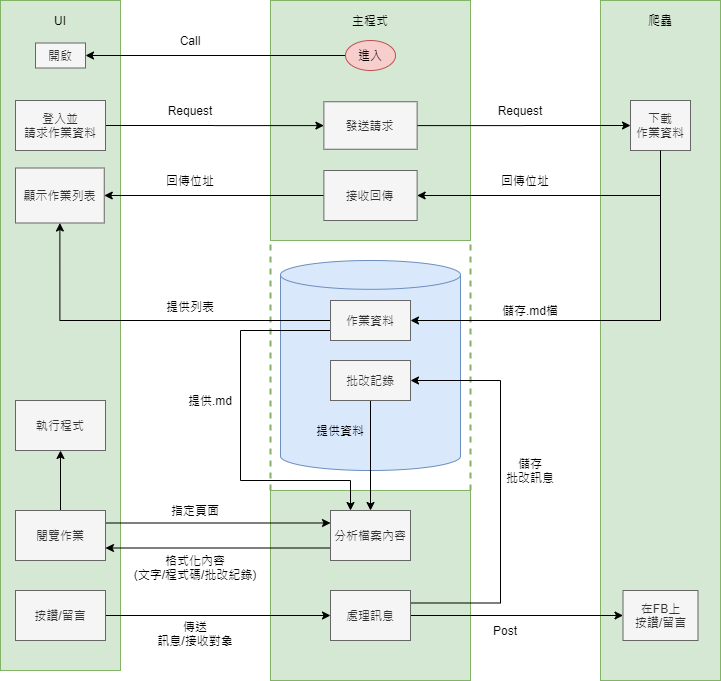 UI
主程式
爬蟲
開啟
Call
進入
登入並
請求作業資料
Request
發送請求
Request
下載
作業資料
顯示作業列表
回傳位址
接收回傳
回傳位址
提供列表
作業資料
儲存.md檔
批改記錄
提供.md
提供資料
執行程式
儲存
批改訊息
閱覽作業
指定頁面
分析檔案內容
格式化內容
(文字/程式碼/批改紀錄)
按讚/留言
傳送
訊息/接收對象
處理訊息
Post
在FB上
按讚/留言